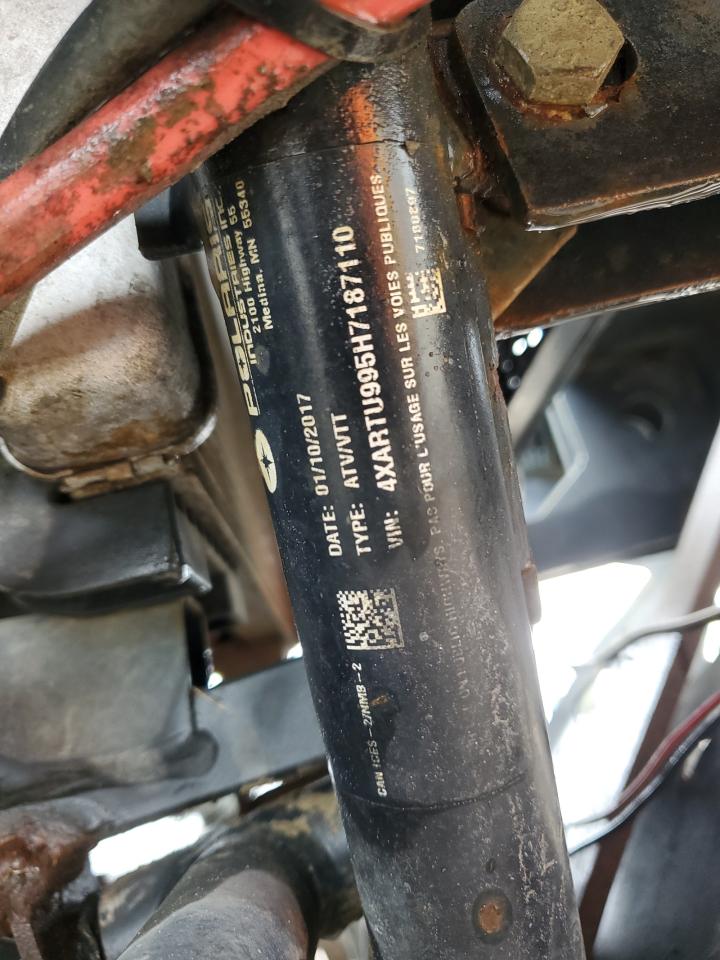 POLARIS
INDUSTRIES INC.
2100 Highway 55
Medina, MN 55340
DATE: 01/10/2017
TYPE: ATV/VTT
VIN: 4XARTU995H7187110
PAS POUR L'USAGE SUR LES VOIES PUBLIQUES
CAN ICES-2/NMB-2